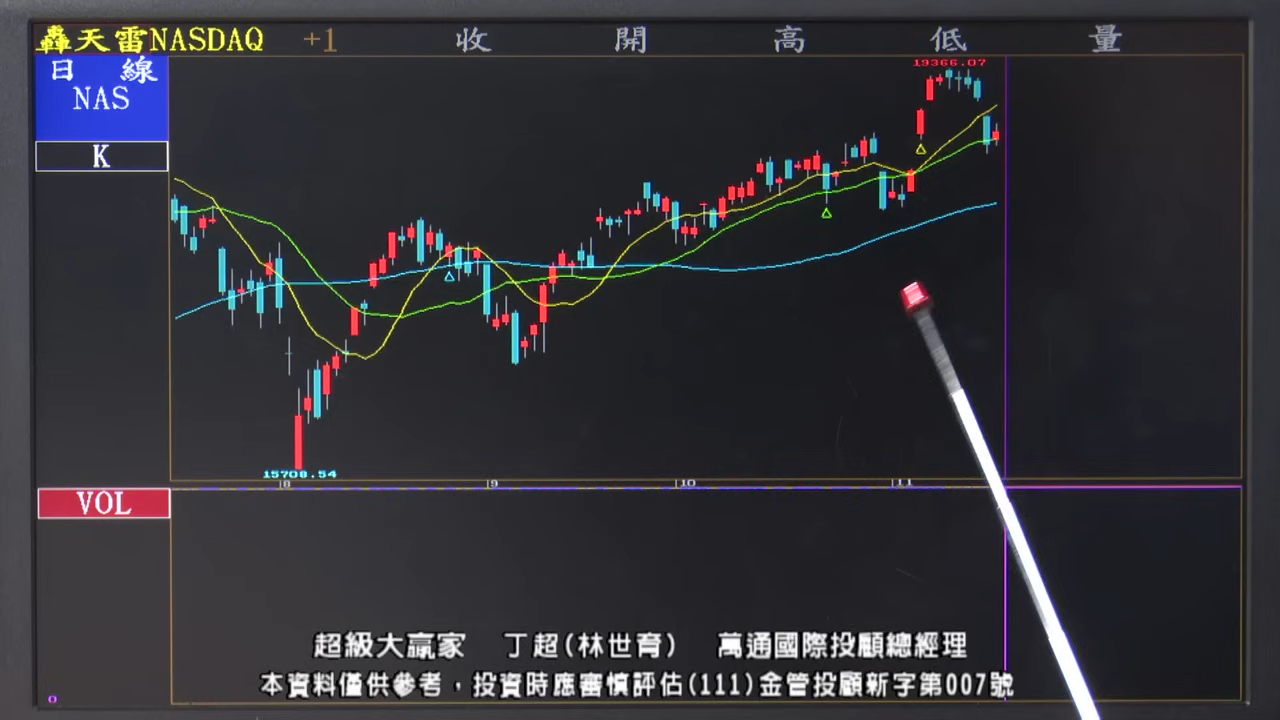 轟天雷NASDAQ +1 收 開 高 低 量
日 線
NAS
K
19366.07
15708.54
8 9 10 11
VOL
0
超級大贏家 丁超(林世育) 萬通國際投顧總經理
本資料僅供參考，投資時應審慎評估(111)金管投顧新字第007號